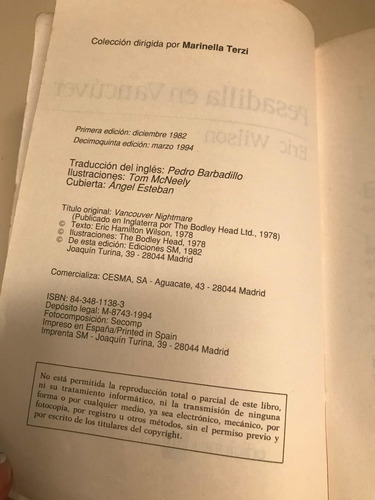 Colección dirigida por Marinella Terzi
Pesadilla en Vancúver
Eric Wilson
Primera edición: diciembre 1982
Decimoquinta edición: marzo 1994
Traducción del inglés: Pedro Barbadillo
Ilustraciones: Tom McNeely
Cubierta: Ángel Esteban
Título original: Vancouver Nightmare
(Publicado en Inglaterra por The Bodley Head Ltd., 1978)
© Texto: Eric Hamilton Wilson, 1978
© Ilustraciones: The Bodley Head, 1978
© De esta edición: Ediciones SM, 1982
Joaquín Turina, 39 - 28044 Madrid
Comercializa: CESMA, SA - Aguacate, 43 - 28044 Madrid
ISBN: 84-348-1138-3
Depósito legal: M-8743-1994
Fotocomposición: Secomp
Impreso en España/Printed in Spain
Imprenta SM - Joaquín Turina, 39 - 28044 Madrid
No está permitida la reproducción total o parcial de este libro,
ni su tratamiento informático, ni la transmisión de ninguna
forma o por cualquier medio, ya sea electrónico, mecánico, por
fotocopia, por registro u otros métodos, sin el permiso previo y
por escrito de los titulares del copyright.